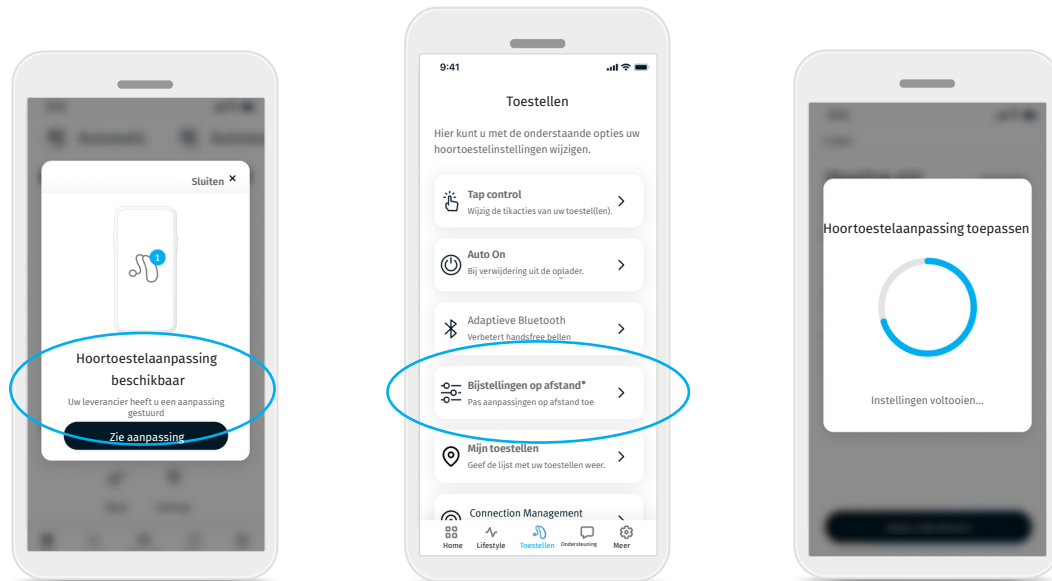 Sluiten ×
1
Hoortoestelaanpassing
beschikbaar
Uw leverancier heeft u een aanpassing
gestuurd
Zie aanpassing
9:41
Toestellen
Hier kunt u met de onderstaande opties uw
hoortoestelinstellingen wijzigen.
Tap control
Wijzig de tikacties van uw toestel(len).
Auto On
Bij verwijdering uit de oplader.
Adaptieve Bluetooth
Verbetert handsfree bellen
Bijstellingen op afstand*
Pas aanpassingen op afstand toe
Mijn toestellen
Geef de lijst met uw toestellen weer.
Connection Management
Home Lifestyle Toestellen Ondersteuning Meer
Hoortoestelaanpassing toepassen
Instellingen voltooien...